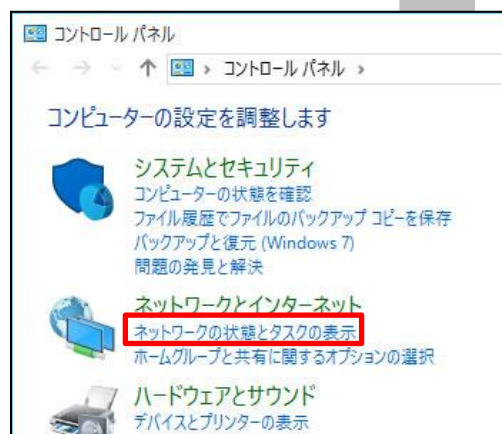 コントロール パネル
コントロール パネル
コンピューターの設定を調整します
システムとセキュリティ
コンピューターの状態を確認
ファイル履歴でファイルのバックアップ コピーを保存
バックアップと復元 (Windows 7)
問題の発見と解決
ネットワークとインターネット
ネットワークの状態とタスクの表示
ホームグループと共有に関するオプションの選択
ハードウェアとサウンド
デバイスとプリンターの表示